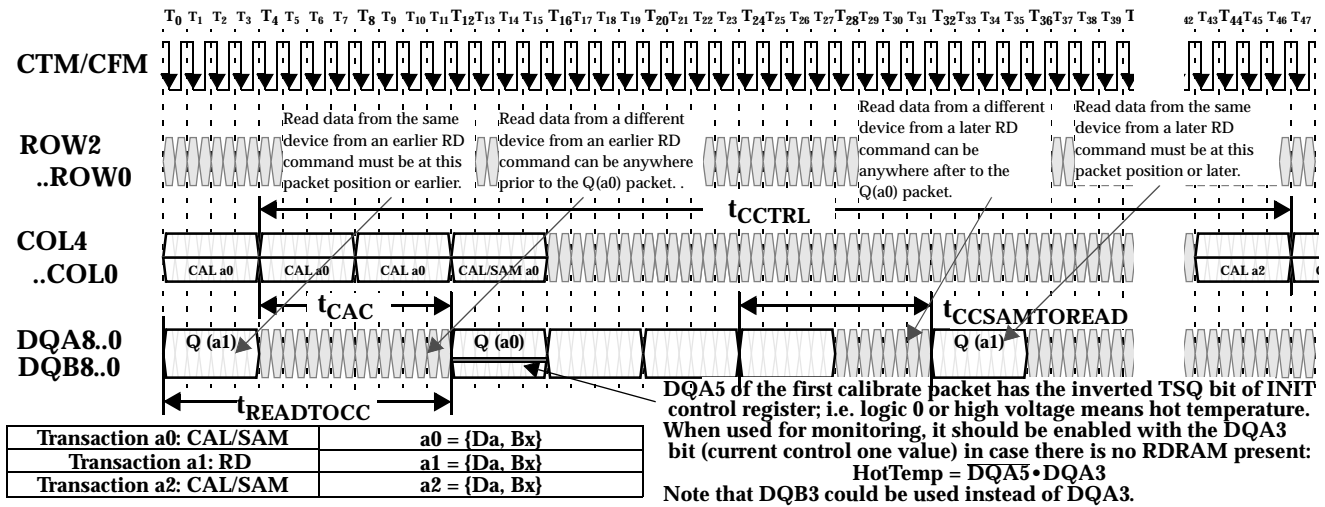 T0 T1 T2 T3 T4 T5 T6 T7 T8 T9 T10 T11 T12 T13 T14 T15 T16 T17 T18 T19 T20 T21 T22 T23 T24 T25 T26 T27 T28 T29 T30 T31 T32 T33 T34 T35 T36 T37 T38 T39 42 T43 T44 T45 T46 T47
CTM/CFM
Read data from the same
device from an earlier RD
command must be at this
packet position or earlier.
Read data from a different
device from an earlier RD
command can be anywhere
prior to the Q(a0) packet. .
Read data from a different
device from a later RD
command can be
anywhere after to the
Q(a0) packet.
Read data from the same
device from a later RD
command must be at this
packet position or later.
ROW2
..ROW0
tCCTRL
COL4
..COL0
CAL a0 CAL a0 CAL a0 CAL/SAM a0 CAL a2
tCAC
tCCSAMTOREAD
DQA8..0
DQB8..0
Q (a1) Q (a0) Q (a1)
tREADTOCC
DQA5 of the first calibrate packet has the inverted TSQ bit of INIT
control register; i.e. logic 0 or high voltage means hot temperature.
When used for monitoring, it should be enabled with the DQA3
bit (current control one value) in case there is no RDRAM present:
HotTemp = DQA5•DQA3
Note that DQB3 could be used instead of DQA3.
Transaction a0: CAL/SAM a0 = {Da, Bx}
Transaction a1: RD a1 = {Da, Bx}
Transaction a2: CAL/SAM a2 = {Da, Bx}